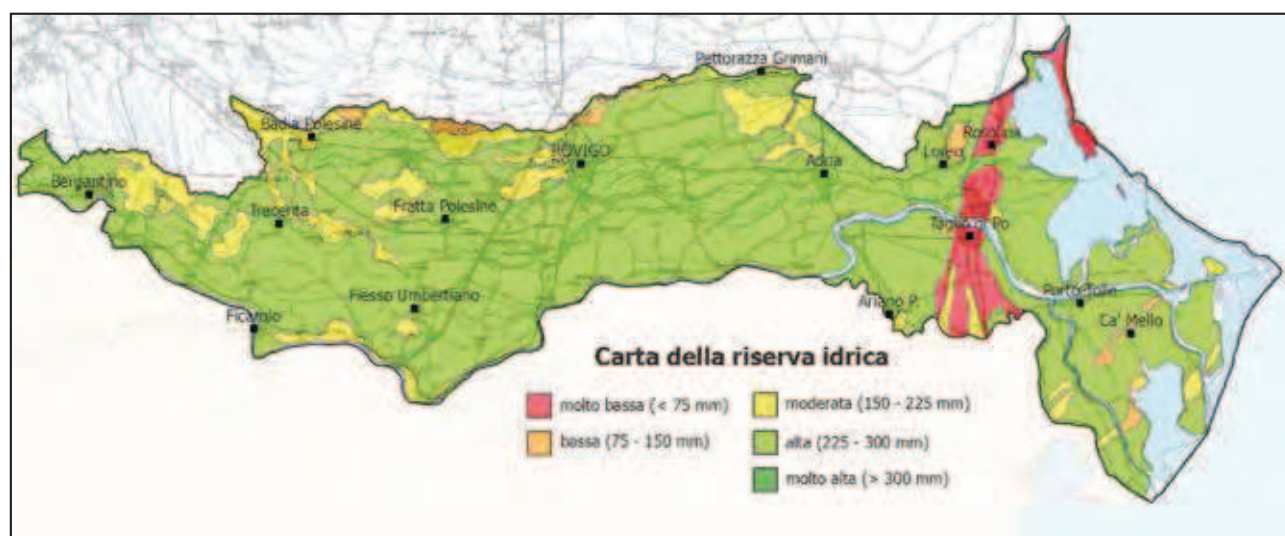 Pettorazza Grimani
Badia Polesine
ROVIGO
Rosolina
Loreo
Adria
Bergantino
Trecenta
Fratta Polesine
Taglio di Po
Fiesso Umbertiano
Ficarolo
Ariano P.
Porto Tolle
Ca' Mello
Carta della riserva idrica
molto bassa (< 75 mm)
moderata (150 - 225 mm)
bassa (75 - 150 mm)
alta (225 - 300 mm)
molto alta (> 300 mm)